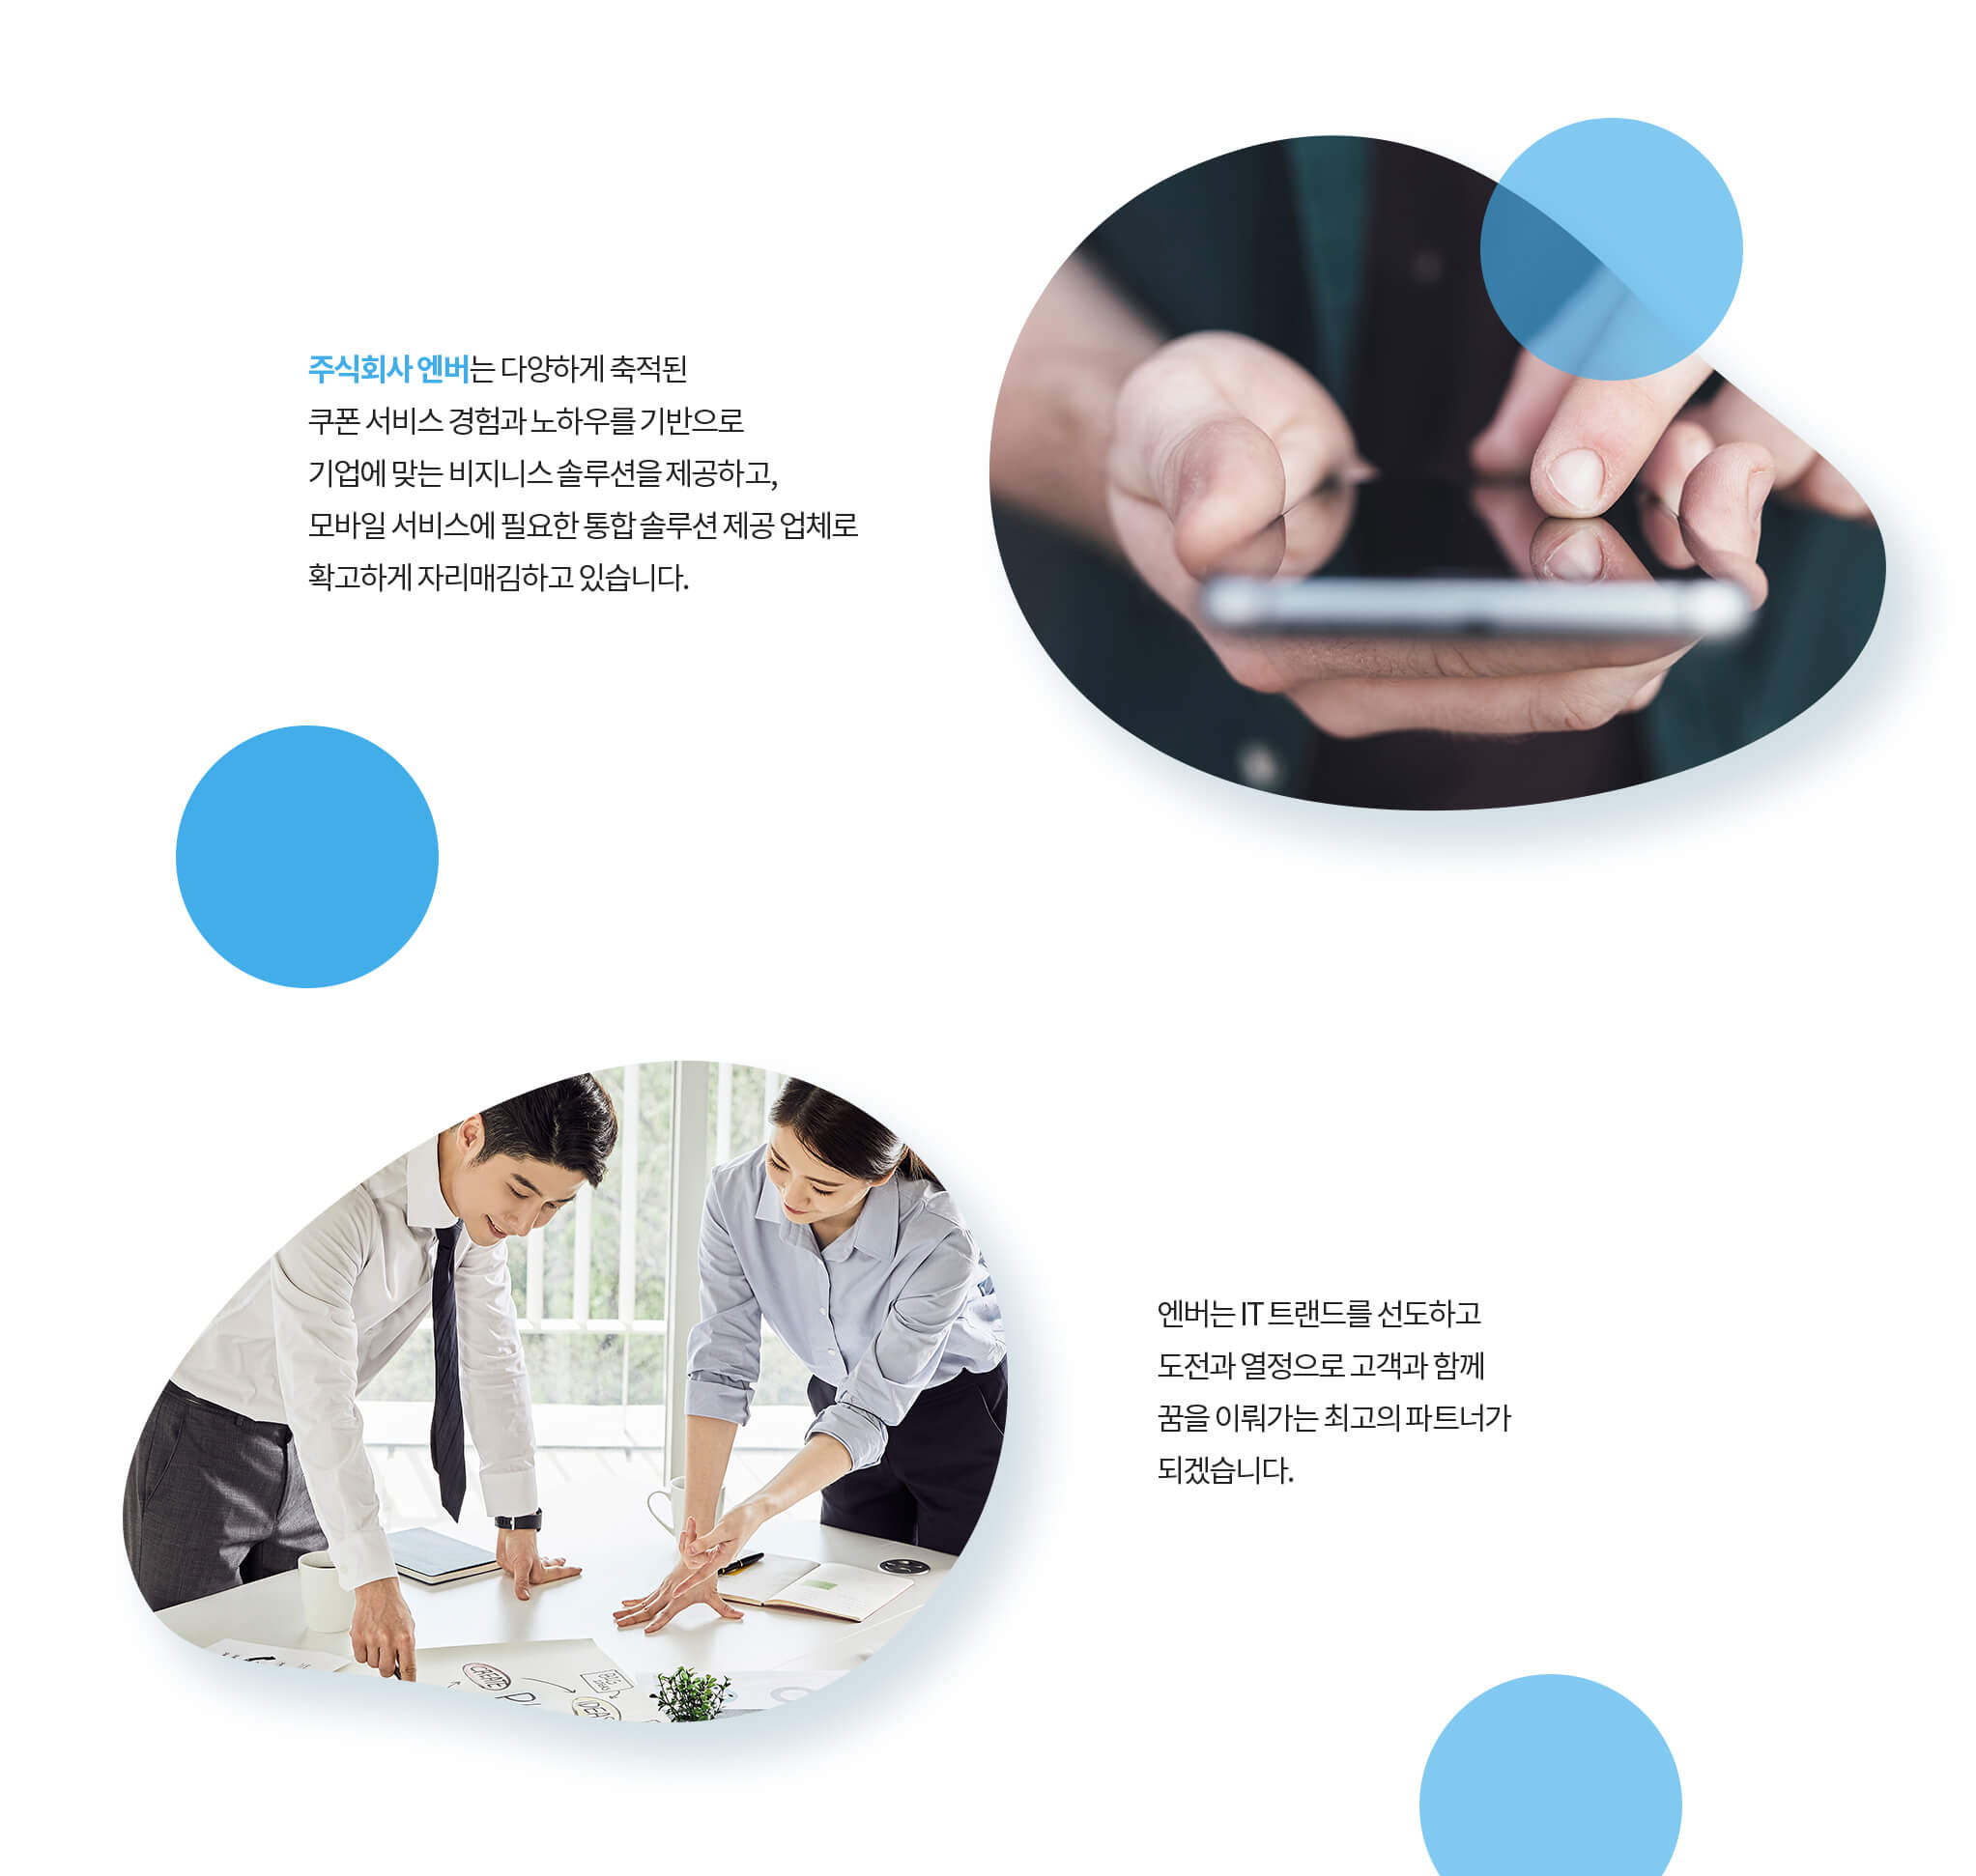 주식회사 엔버는 다양하게 축적된
쿠폰 서비스 경험과 노하우를 기반으로
기업에 맞는 비지니스 솔루션을 제공하고,
모바일 서비스에 필요한 통합 솔루션 제공 업체로
확고하게 자리매김하고 있습니다.
엔버는 IT 트랜드를 선도하고
도전과 열정으로 고객과 함께
꿈을 이뤄가는 최고의 파트너가
되겠습니다.
CREATE